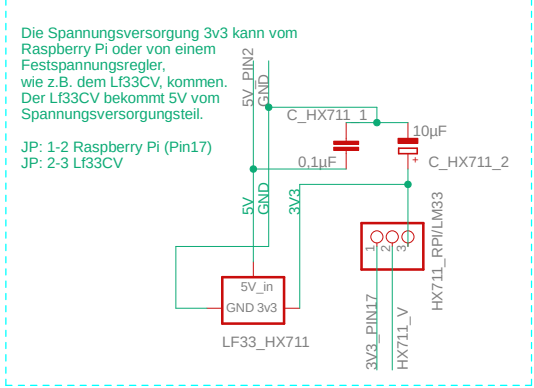 Die Spannungsversorgung 3v3 kann vom
Raspberry Pi oder von einem
Festspannungsregler,
wie z.B. dem Lf33CV, kommen.
Der Lf33CV bekommt 5V vom
Spannungsversorgungsteil.
JP: 1-2 Raspberry Pi (Pin17)
JP: 2-3 Lf33CV
5V_PIN2
GND
C_HX711_1
10µF
+
0,1µF
C_HX711_2
5V
GND
3V3
1
2
3
HX711_RPI/LM33
5V_in
GND 3v3
LF33_HX711
3V3_PIN17
HX711_V